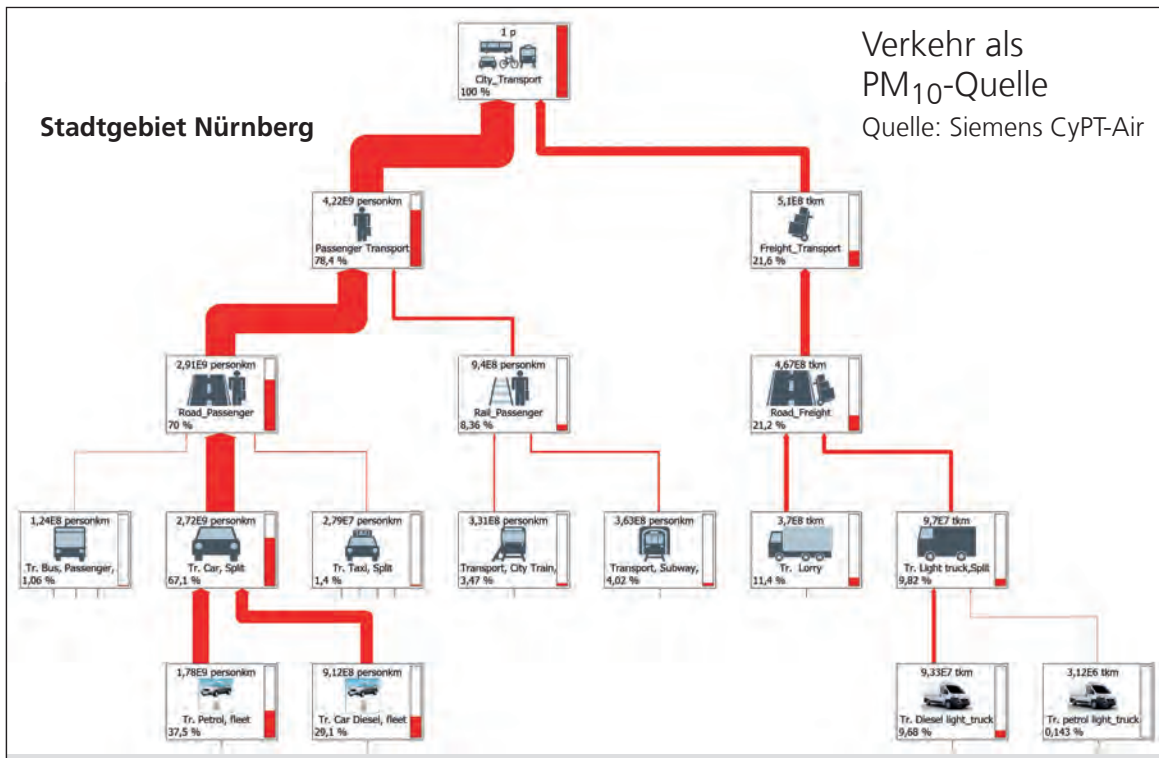 1 p
City_Transport
100 %
Verkehr als
PM10-Quelle
Quelle: Siemens CyPT-Air
Stadtgebiet Nürnberg
4,22E9 personkm
Passenger Transport
78,4 %
5,1E8 tkm
Freight_Transport
21,6 %
2,91E9 personkm
Road_Passenger
70 %
9,4E8 personkm
Rail_Passenger
8,36 %
4,67E8 tkm
Road_Freight
21,2 %
1,24E8 personkm
Tr. Bus, Passenger,
1,06 %
2,72E9 personkm
Tr. Car, Split
67,1 %
2,79E7 personkm
TAXI
Tr. Taxi, Split
1,4 %
3,31E8 personkm
Transport, City Train,
3,47 %
3,63E8 personkm
Transport, Subway,
4,02 %
3,7E8 tkm
Tr. Lorry
11,4 %
9,7E7 tkm
Tr. Light truck,Split
9,82 %
1,78E9 personkm
Tr. Petrol, fleet
37,5 %
9,12E8 personkm
Tr. Car Diesel, fleet
29,1 %
9,33E7 tkm
Tr. Diesel light_truck
9,68 %
3,12E6 tkm
Tr. petrol light_truck
0,143 %